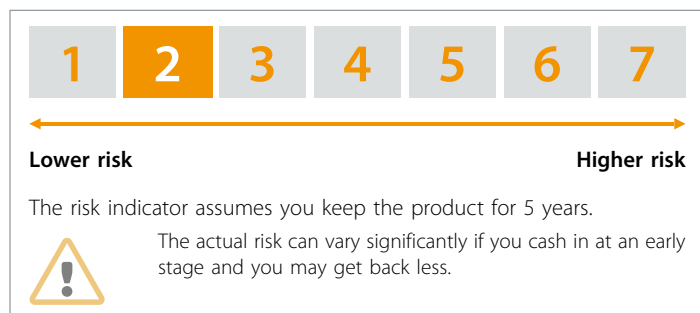 1 2 3 4 5 6 7
Lower risk Higher risk
The risk indicator assumes you keep the product for 5 years.
The actual risk can vary significantly if you cash in at an early
stage and you may get back less.
!